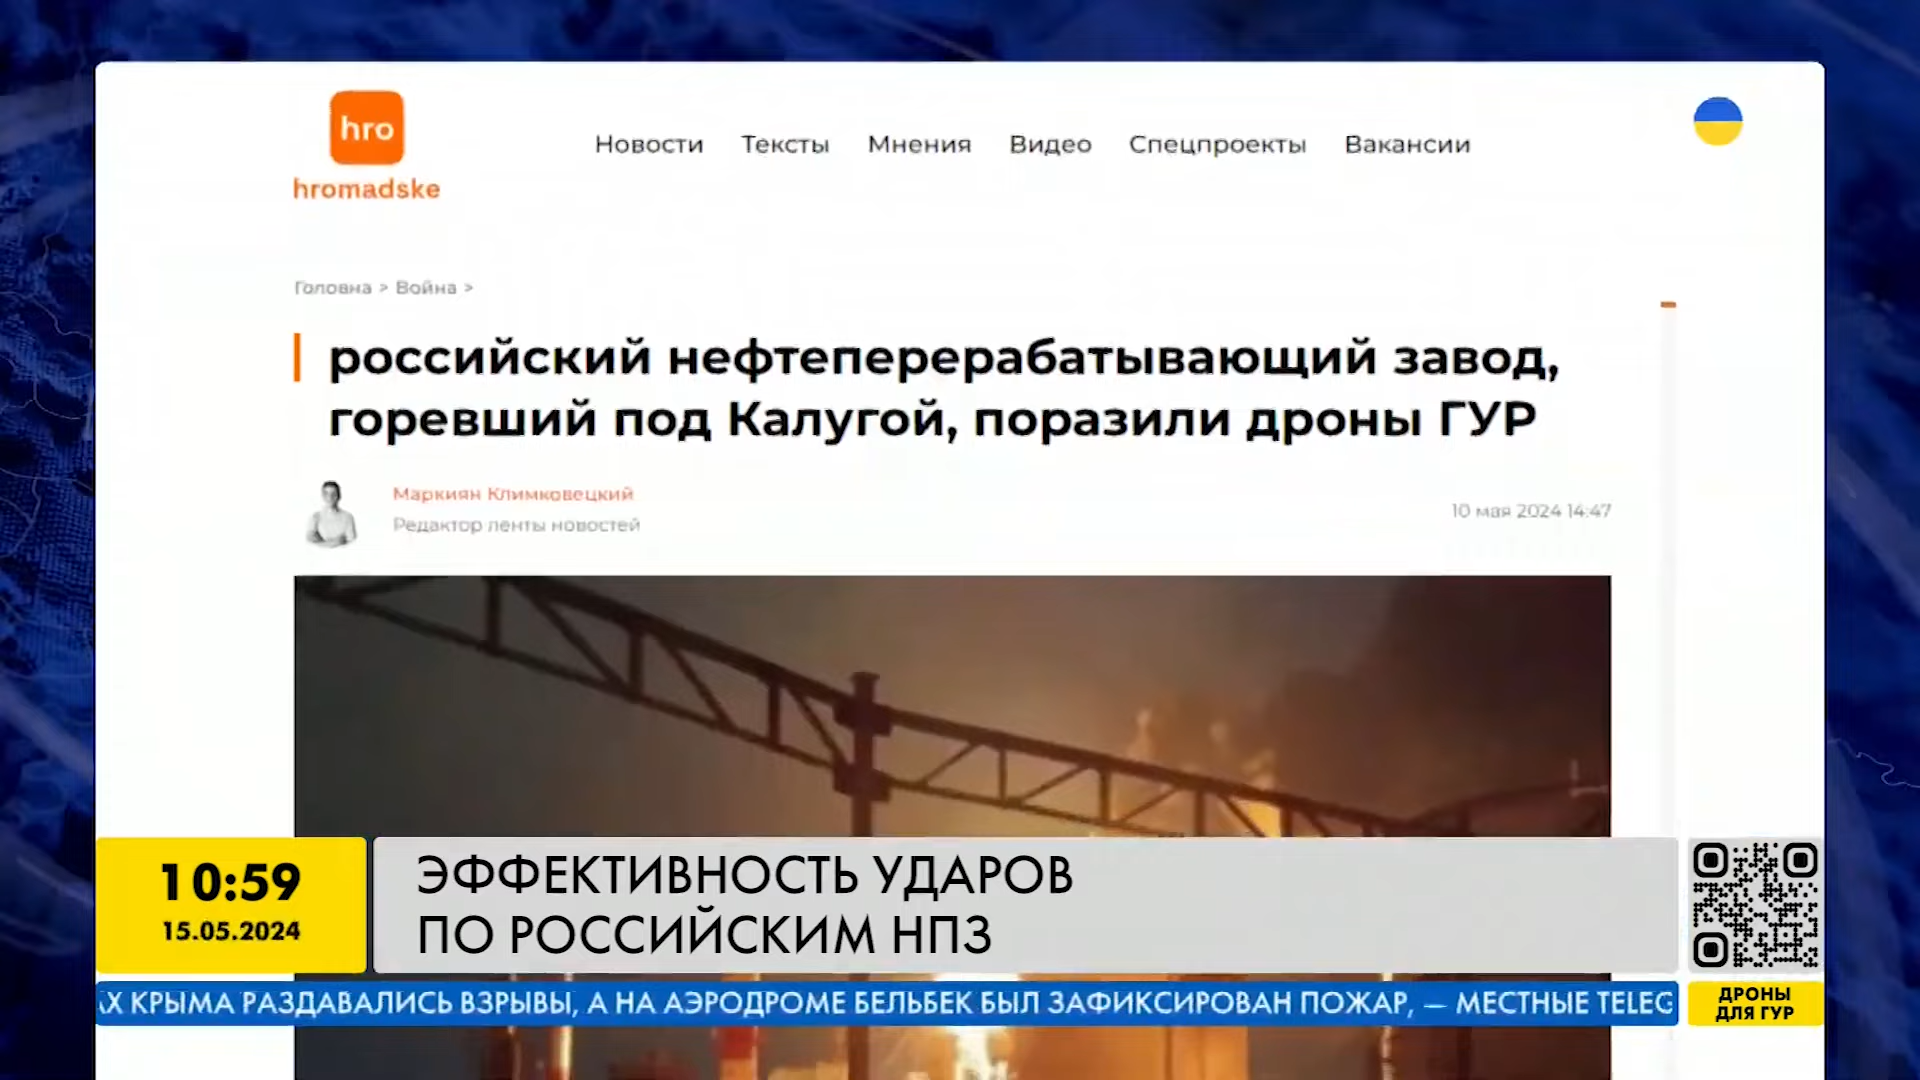 hro
hromadske
Новости Тексты Мнения Видео Спецпроекты Вакансии
Головна > Война >
российский нефтеперерабатывающий завод,
горевший под Калугой, поразили дроны ГУР
Маркиян Климковецкий
Редактор ленты новостей
10 мая 2024 14:47
10:59
15.05.2024
ЭФФЕКТИВНОСТЬ УДАРОВ
ПО РОССИЙСКИМ НПЗ
АХ КРЫМА РАЗДАВАЛИСЬ ВЗРЫВЫ, А НА АЭРОДРОМЕ БЕЛЬБЕК БЫЛ ЗАФИКСИРОВАН ПОЖАР, — МЕСТНЫЕ TELEG
ДРОНЫ
ДЛЯ ГУР